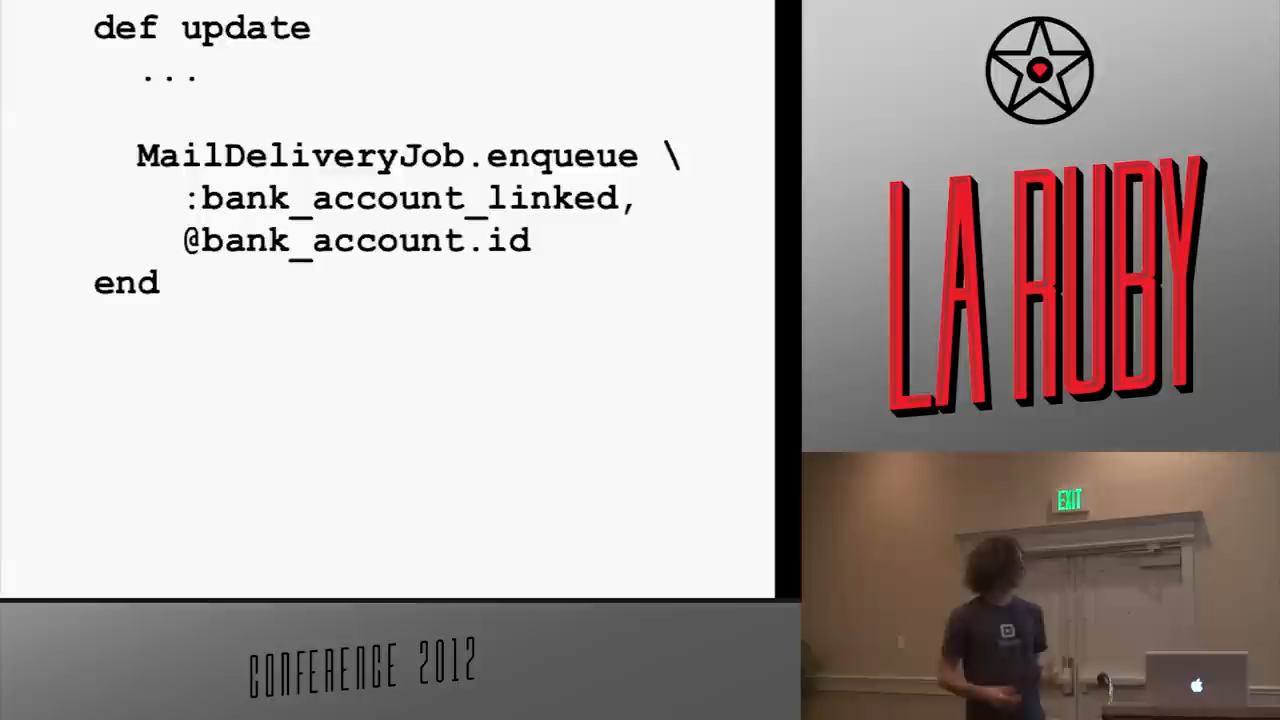 def update
...
MailDeliveryJob.enqueue \
:bank_account_linked,
@bank_account.id
end
LA RUBY
CONFERENCE 2012
EXIT